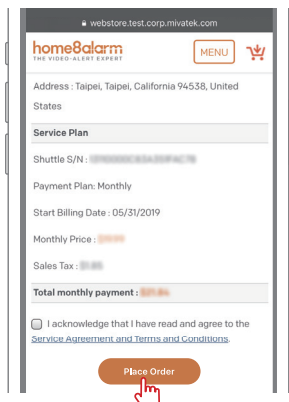 webstore.test.corp.mivatek.com
home8alarm
THE VIDEO-ALERT EXPERT
MENU
Address : Taipei, Taipei, California 94538, United
States
Service Plan
Shuttle S/N :
Payment Plan: Monthly
Start Billing Date : 05/31/2019
Monthly Price :
Sales Tax :
Total monthly payment :
I acknowledge that I have read and agree to the
Service Agreement and Terms and Conditions.
Place Order